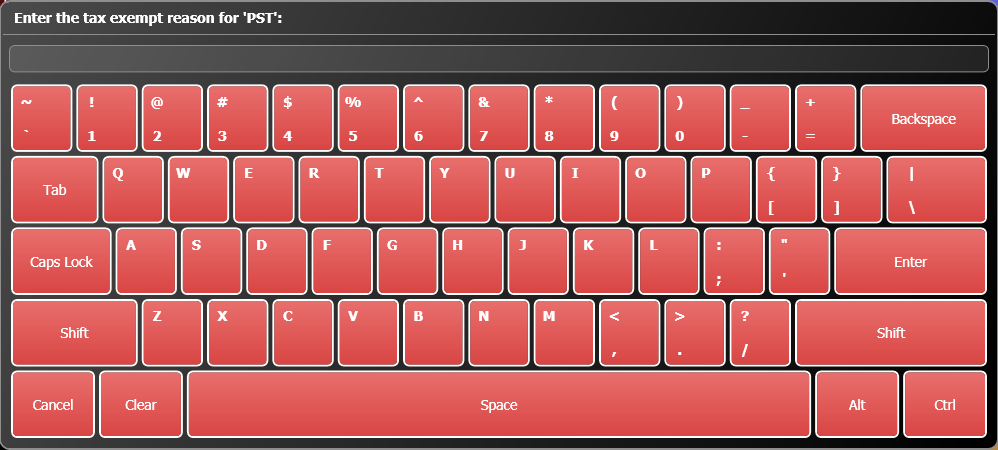 Enter the tax exempt reason for 'PST':
~ ! @ # $ % ^ & * ( ) _ + Backspace
` 1 2 3 4 5 6 7 8 9 0 - =
Tab Q W E R T Y U I O P { } |
[ ] \
Caps Lock A S D F G H J K L : " Enter
; '
Shift Z X C V B N M < > ? Shift
, . /
Cancel Clear Space Alt Ctrl